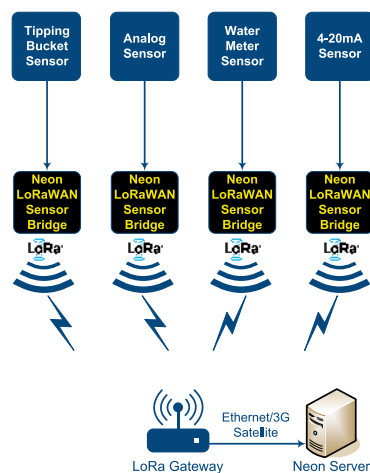 Tipping
Bucket
Sensor
Analog
Sensor
Water
Meter
Sensor
4-20mA
Sensor
Neon
LoRaWAN
Sensor
Bridge
Neon
LoRaWAN
Sensor
Bridge
Neon
LoRaWAN
Sensor
Bridge
Neon
LoRaWAN
Sensor
Bridge
LoRa
LoRa
LoRa
LoRa
Ethernet/3G
Satellite
LoRa Gateway
Neon Server